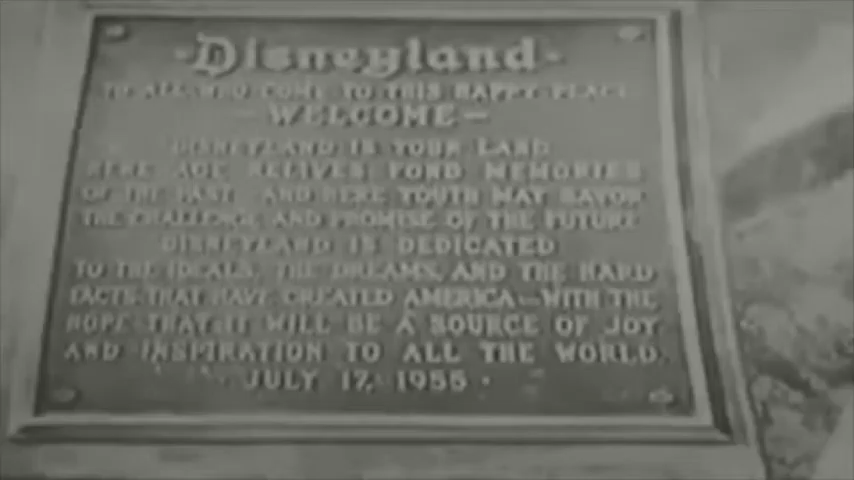 ·Disneyland·
TO ALL WHO COME TO THIS HAPPY PLACE
—WELCOME—
DISNEYLAND IS YOUR LAND
HERE AGE RELIVES FOND MEMORIES
OF THE PAST AND HERE YOUTH MAY SAVOR
THE CHALLENGE AND PROMISE OF THE FUTURE
DISNEYLAND IS DEDICATED
TO THE IDEALS, THE DREAMS, AND THE HARD
FACTS THAT HAVE CREATED AMERICA—WITH THE
HOPE THAT IT WILL BE A SOURCE OF JOY
AND INSPIRATION TO ALL THE WORLD.
· JULY 17, 1955 ·